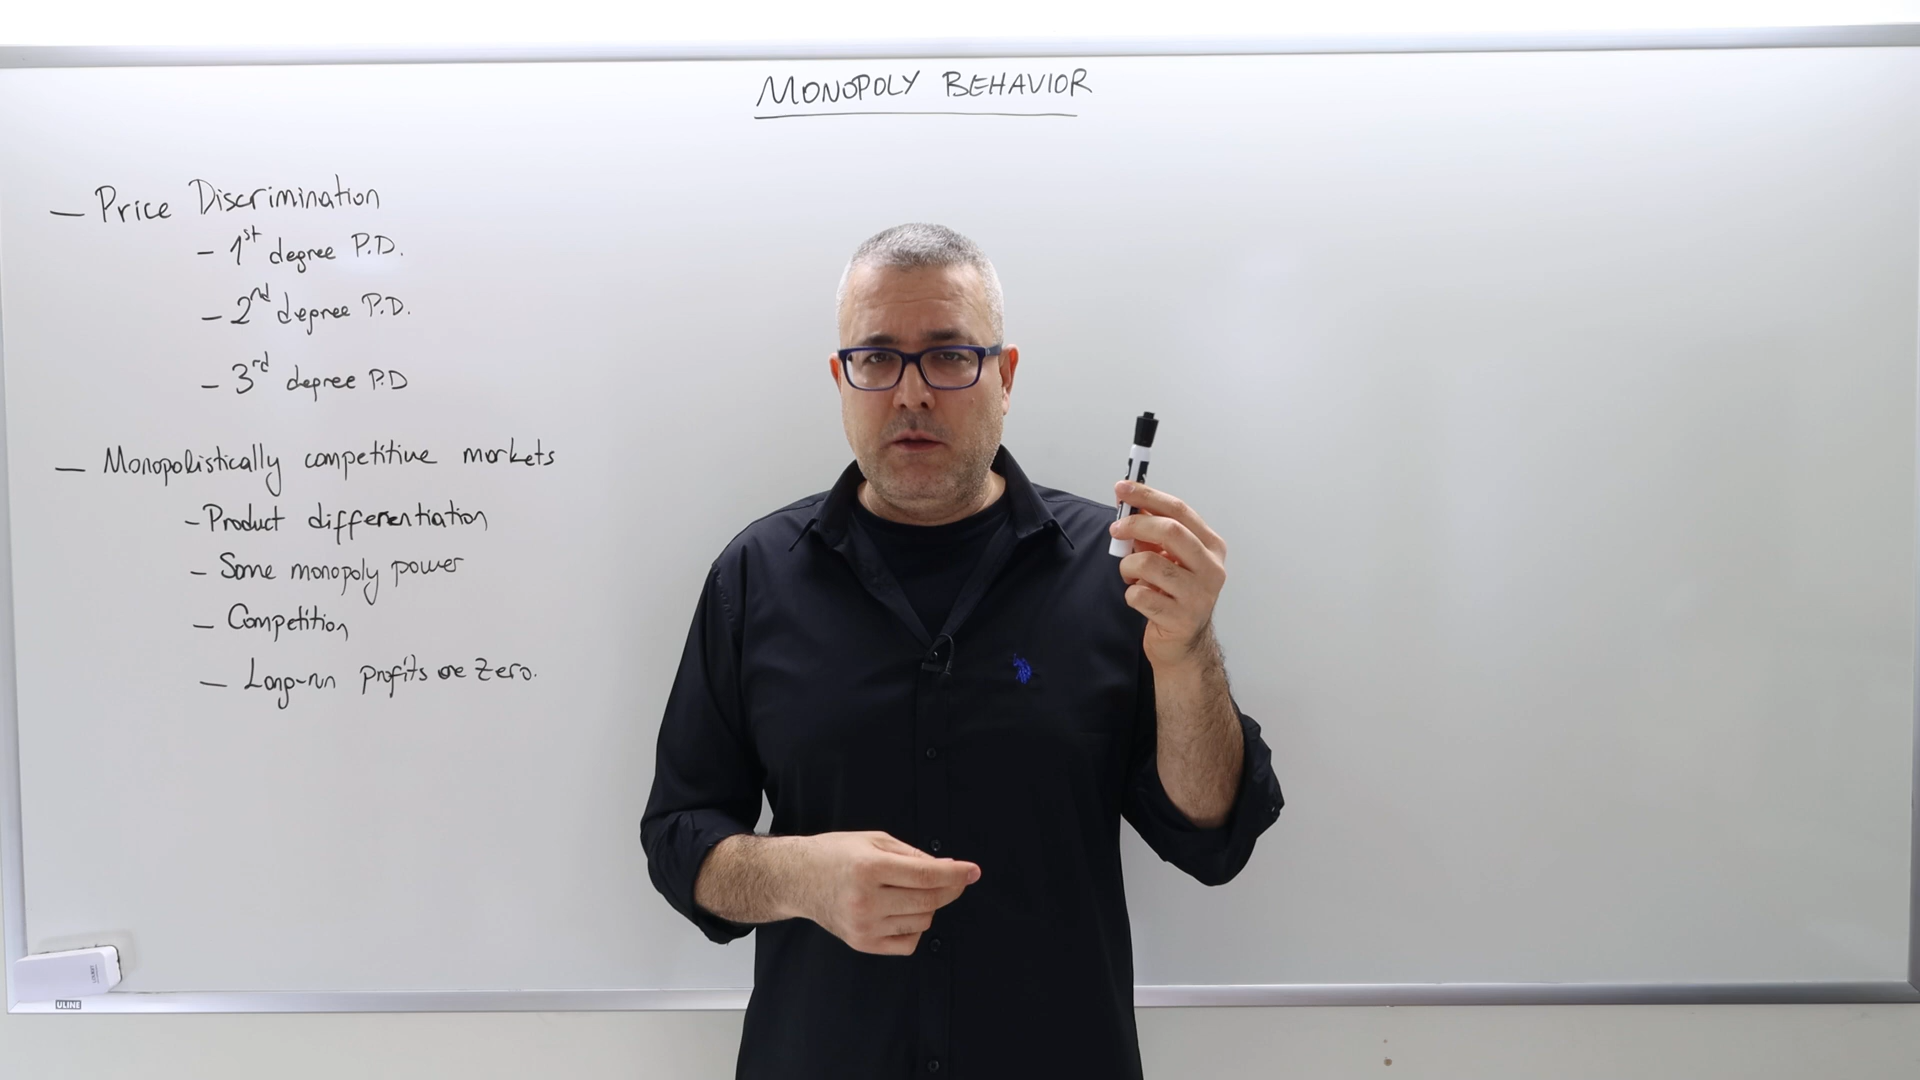 MONOPOLY BEHAVIOR
— Price Discrimination
- 1st degree P.D.
- 2nd degree P.D.
- 3rd degree P.D
— Monopolistically competitive markets
- Product differentiation
- Some monopoly power
- Competition
- Long-run profits are zero.
ULINE